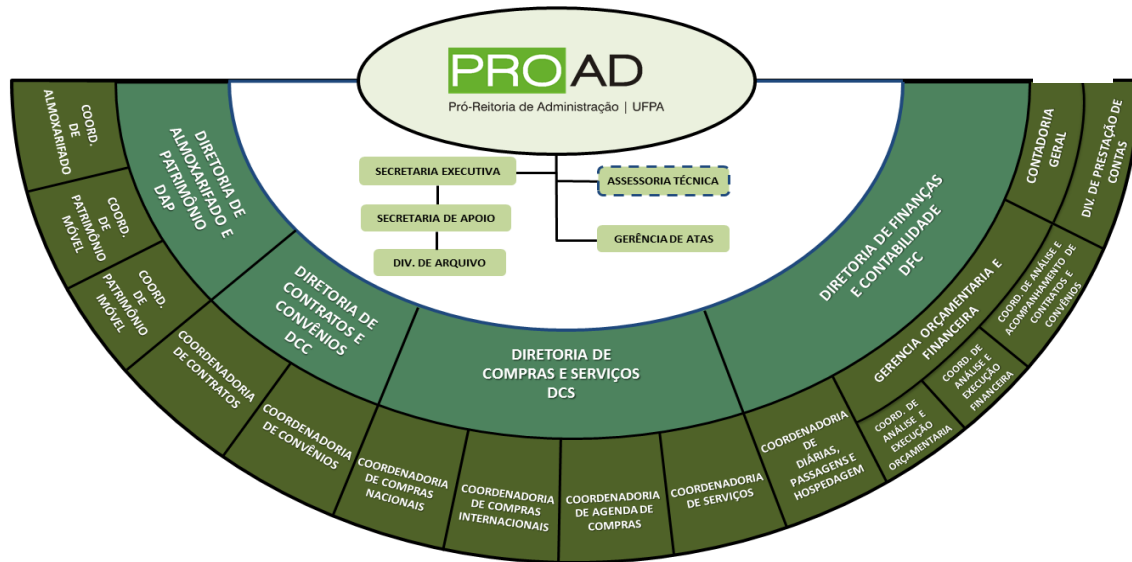 PROAD
Pró-Reitoria de Administração | UFPA
SECRETARIA EXECUTIVA
ASSESSORIA TÉCNICA
SECRETARIA DE APOIO
GERÊNCIA DE ATAS
DIV. DE ARQUIVO
DIRETORIA DE
ALMOXARIFADO E
PATRIMÔNIO
DAP
COORD.
DE
ALMOXARIFADO
COORD.
DE
PATRIMÔNIO
MÓVEL
COORD.
DE
PATRIMÔNIO
IMÓVEL
DIRETORIA DE
CONTRATOS E
CONVÊNIOS
DCC
COORDENADORIA
DE CONTRATOS
COORDENADORIA
DE CONVÊNIOS
DIRETORIA DE
COMPRAS E SERVIÇOS
DCS
COORDENADORIA
DE COMPRAS
NACIONAIS
COORDENADORIA
DE COMPRAS
INTERNACIONAIS
COORDENADORIA
DE AGENDA DE
COMPRAS
COORDENADORIA
DE SERVIÇOS
DIRETORIA DE FINANÇAS
E CONTABILIDADE
DFC
COORDENADORIA
DE
DIÁRIAS,
PASSAGENS E
HOSPEDAGEM
GERENCIA ORÇAMENTARIA E
FINANCEIRA
COORD. DE
ANÁLISE E
EXECUÇÃO
ORÇAMENTARIA
COORD. DE
ANÁLISE E
EXECUÇÃO
FINANCEIRA
COORD. DE ANÁLISE E
ACOMPANHAMENTO DE
CONTRATOS E
CONVÊNIOS
CONTADORIA
GERAL
DIV. DE PRESTAÇÃO DE
CONTAS